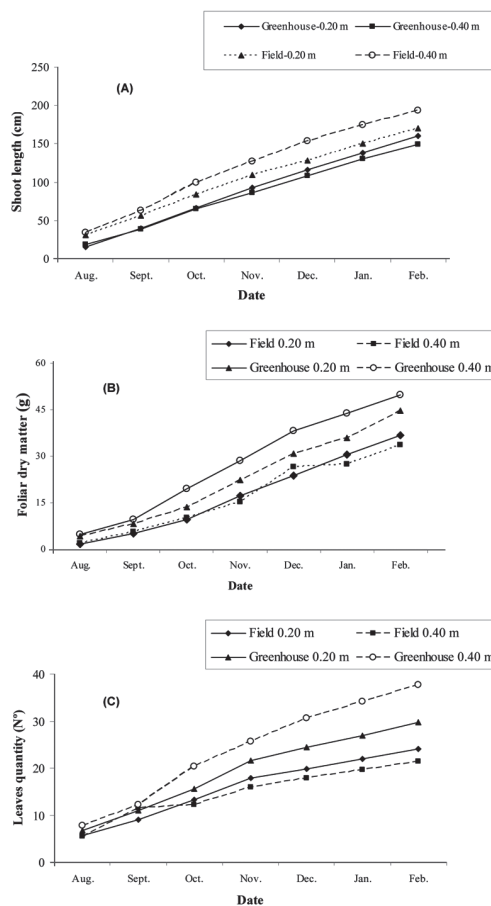 Greenhouse-0.20 m Greenhouse-0.40 m
Field-0.20 m Field-0.40 m
(A)
250
200
150
100
50
0
Shoot length (cm)
Aug. Sept. Oct. Nov. Dec. Jan. Feb.
Date
Field 0.20 m Field 0.40 m
Greenhouse 0.20 m Greenhouse 0.40 m
(B)
60
45
30
15
0
Foliar dry matter (g)
Aug. Sept. Oct. Nov. Dec. Jan. Feb.
Date
Field 0.20 m Field 0.40 m
Greenhouse 0.20 m Greenhouse 0.40 m
(C)
40
30
20
10
0
Leaves quantity (Nº)
Aug. Sept. Oct. Nov. Dec. Jan. Feb.
Date